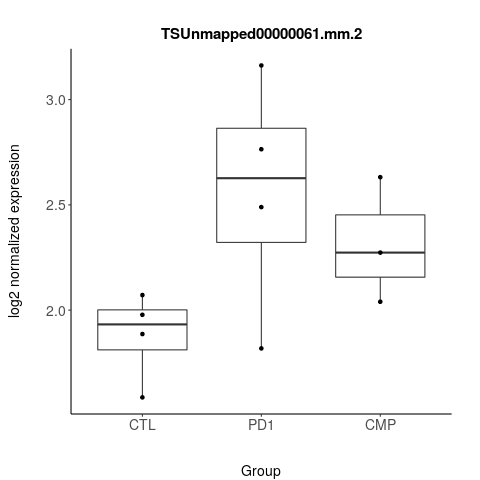 TSUnmapped00000061.mm.2
log2 normalized expression
3.0
2.5
2.0
CTL
PD1
CMP
Group